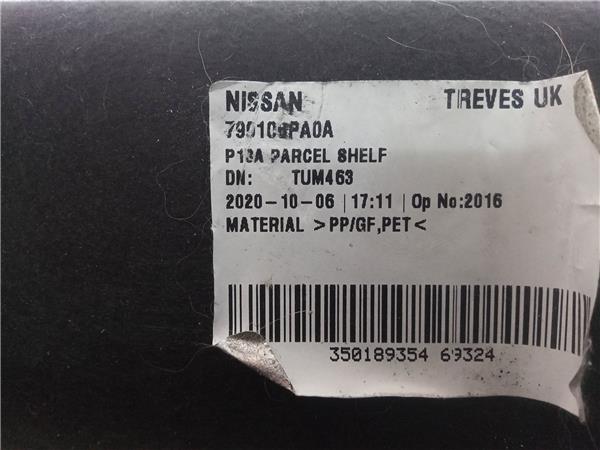 NISSAN TREVES UK
P13A PARCEL SHELF
DN: TUM463
2020-10-06 | 17:11 | Op No:2016
MATERIAL >PP/GF,PET<
350189354 69324